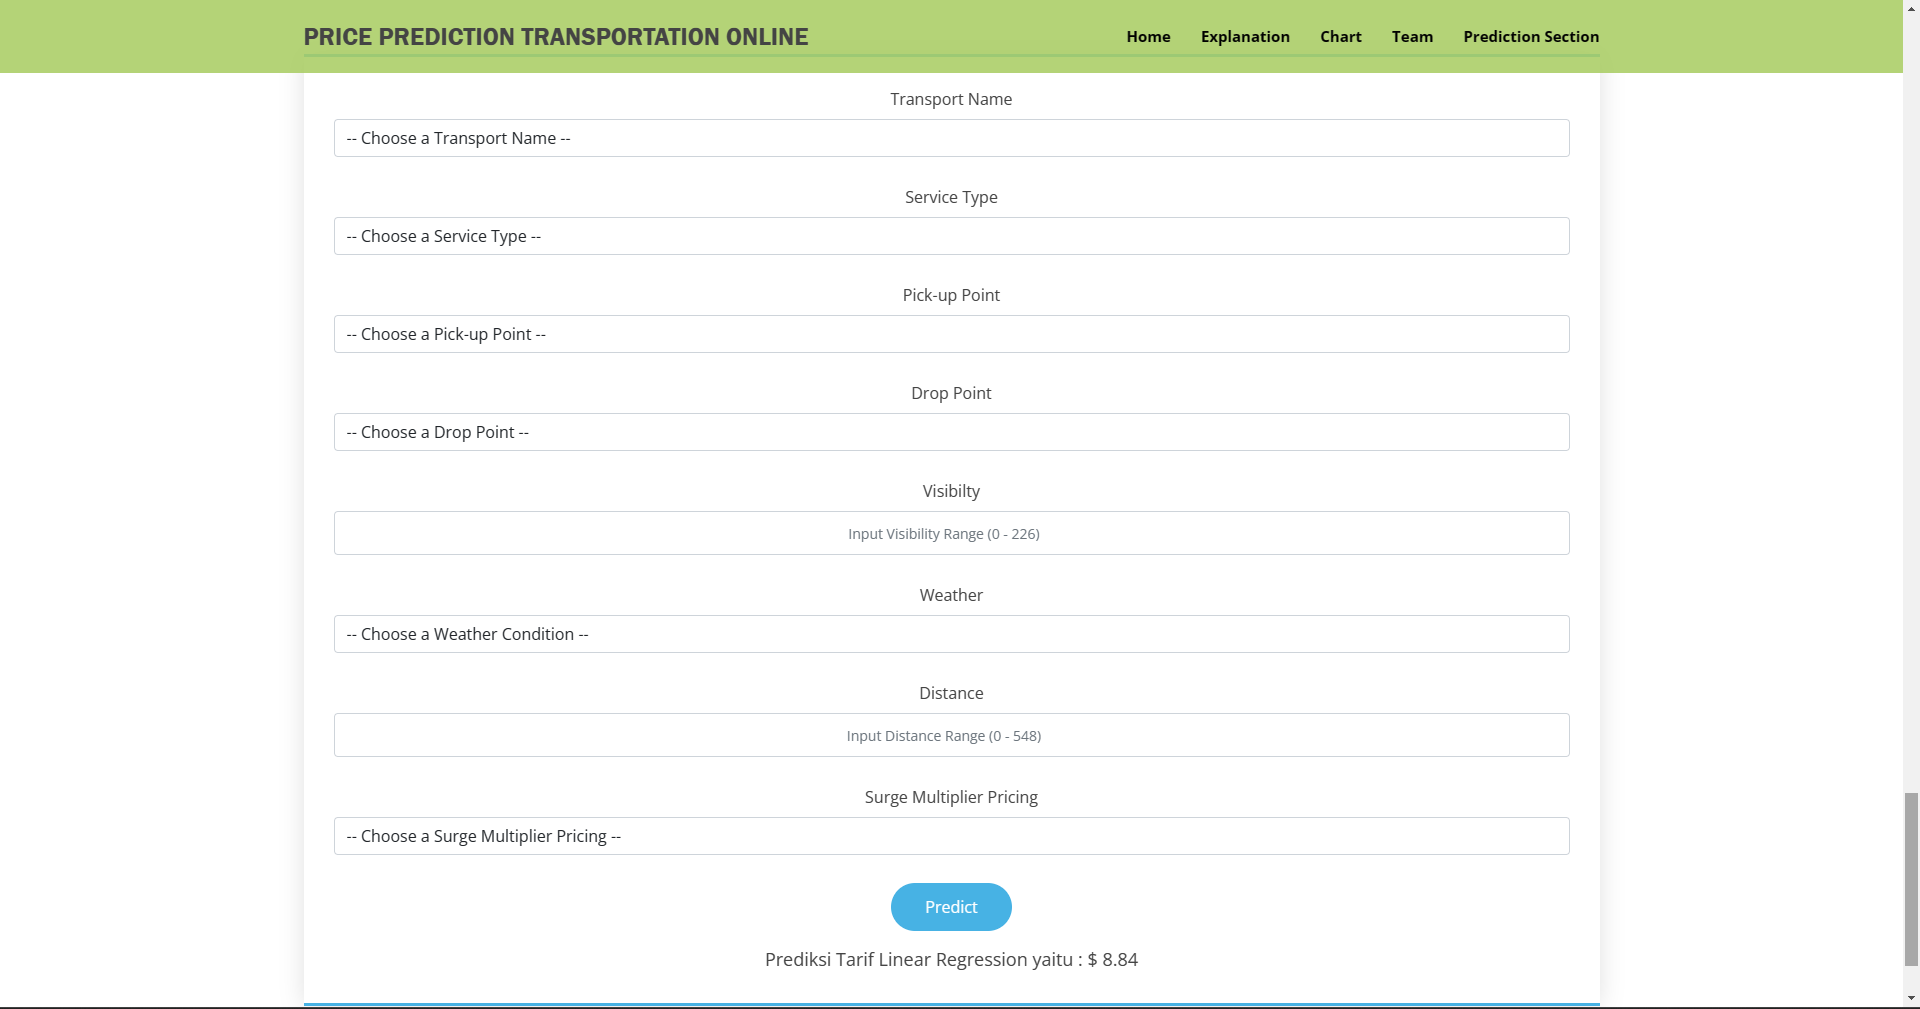 PRICE PREDICTION TRANSPORTATION ONLINE
Home Explanation Chart Team Prediction Section
Transport Name
-- Choose a Transport Name --
Service Type
-- Choose a Service Type --
Pick-up Point
-- Choose a Pick-up Point --
Drop Point
-- Choose a Drop Point --
Visibilty
Input Visibility Range (0 - 226)
Weather
-- Choose a Weather Condition --
Distance
Input Distance Range (0 - 548)
Surge Multiplier Pricing
-- Choose a Surge Multiplier Pricing --
Predict
Prediksi Tarif Linear Regression yaitu : $ 8.84